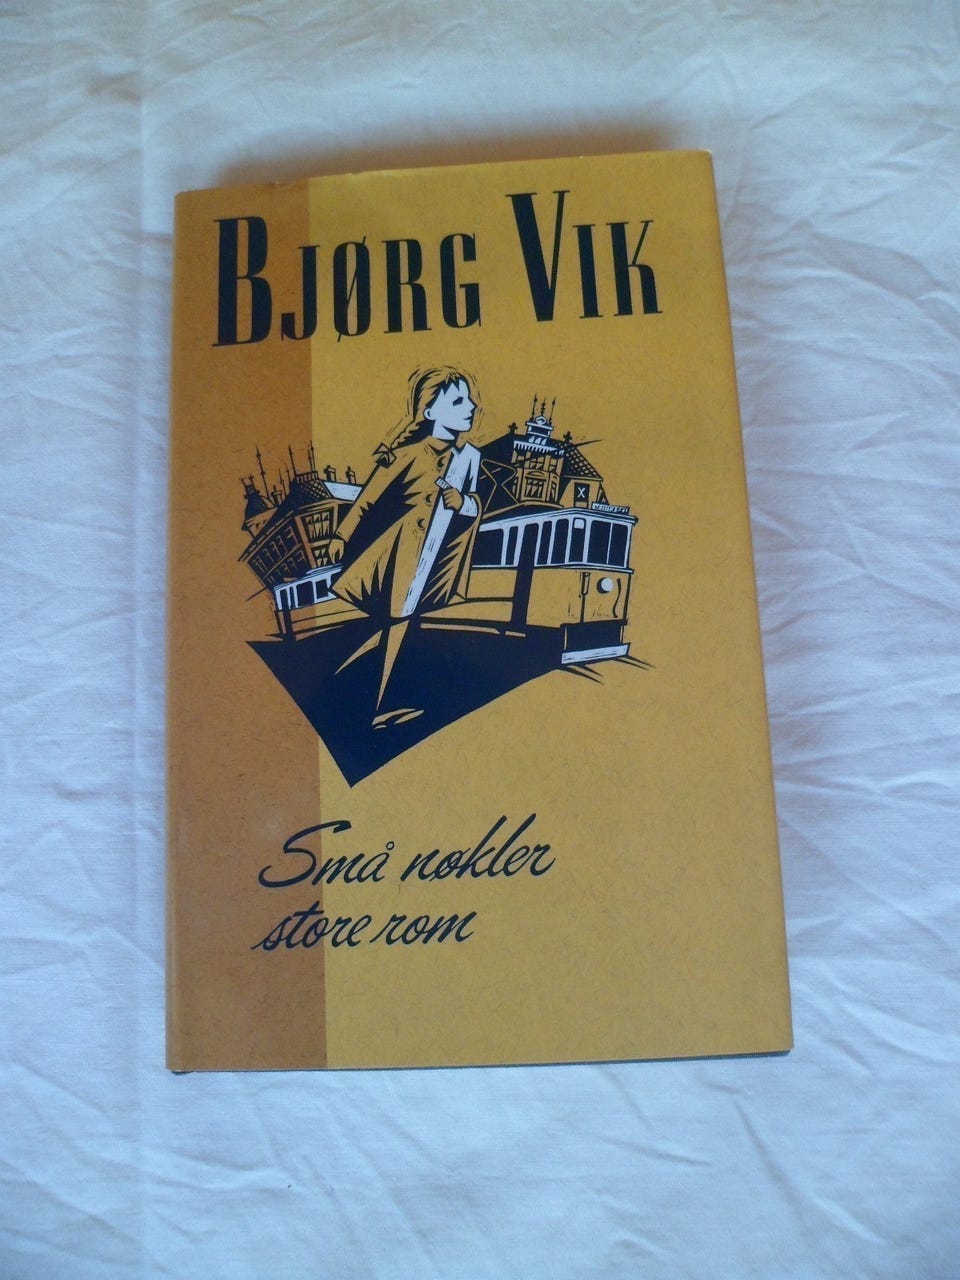 BJØRG VIK
X
Små nøkler
store rom